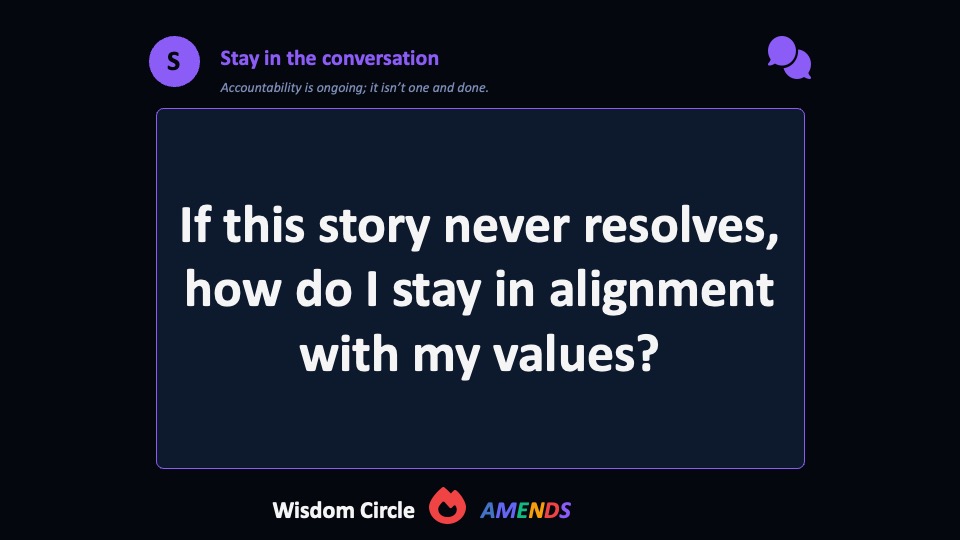 S
Stay in the conversation
Accountability is ongoing; it isn’t one and done.
If this story never resolves,
how do I stay in alignment
with my values?
Wisdom Circle AMENDS